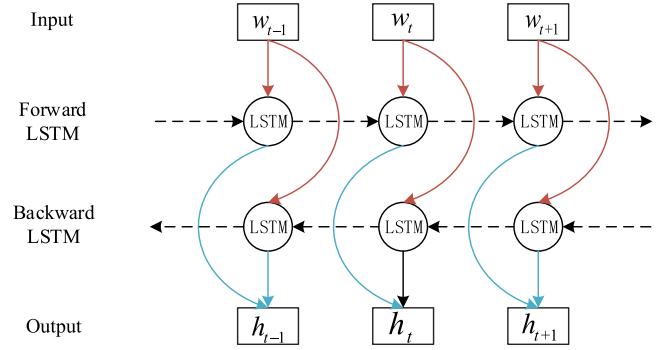 Input w_{t-1} w_t w_{t+1}
Forward
LSTM
LSTM LSTM LSTM
Backward
LSTM
LSTM LSTM LSTM
Output h_{t-1} h_t h_{t+1}